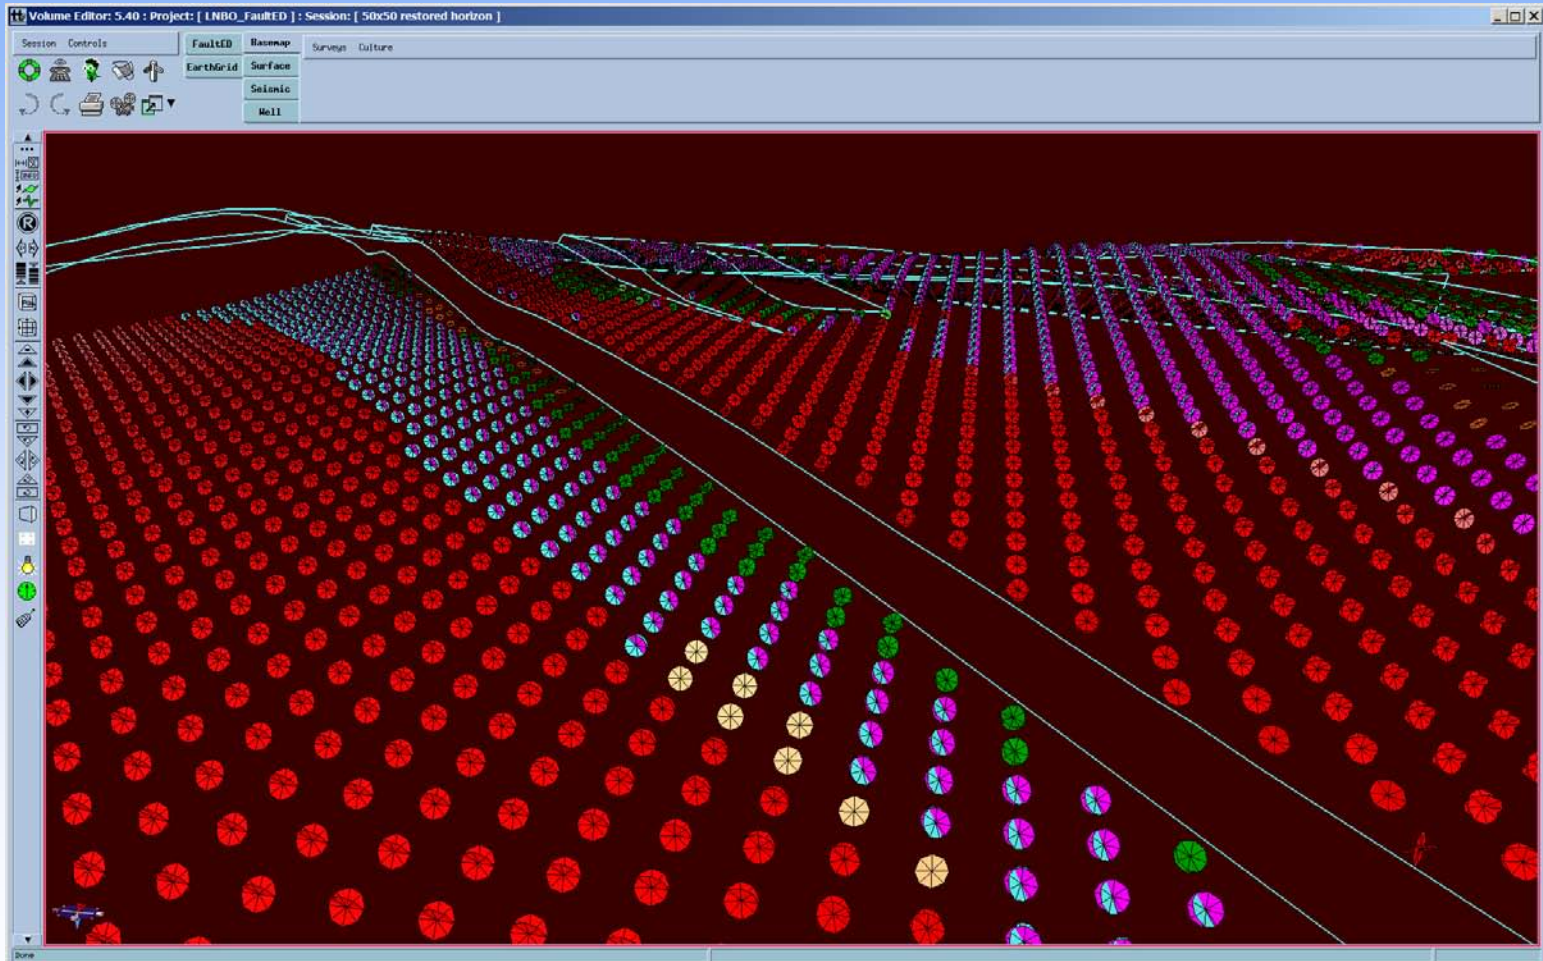 Volume Editor: 5.40 : Project: [ LNBO_FaultED ] : Session: [ 50x50 restored horizon ]
Session Controls
FaultED
Basemap
Surveys Culture
EarthGrid
Surface
Seismic
Well
INFO
R
Done